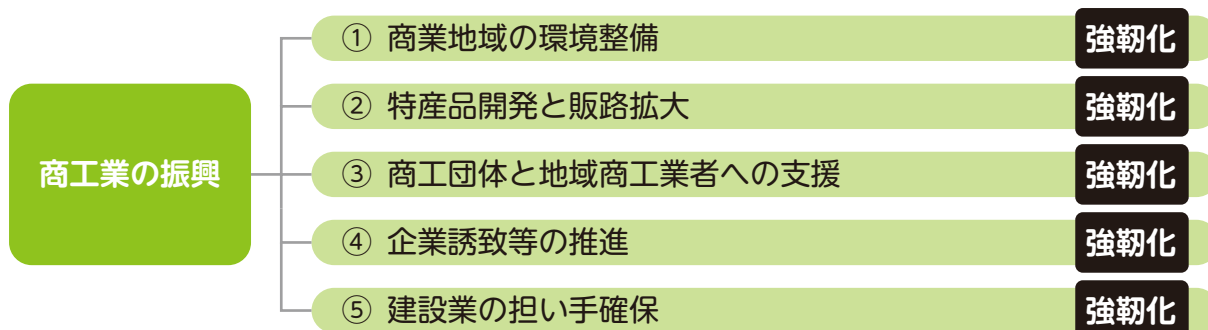 商工業の振興
① 商業地域の環境整備 強靭化
② 特産品開発と販路拡大 強靭化
③ 商工団体と地域商工業者への支援 強靭化
④ 企業誘致等の推進 強靭化
⑤ 建設業の担い手確保 強靭化